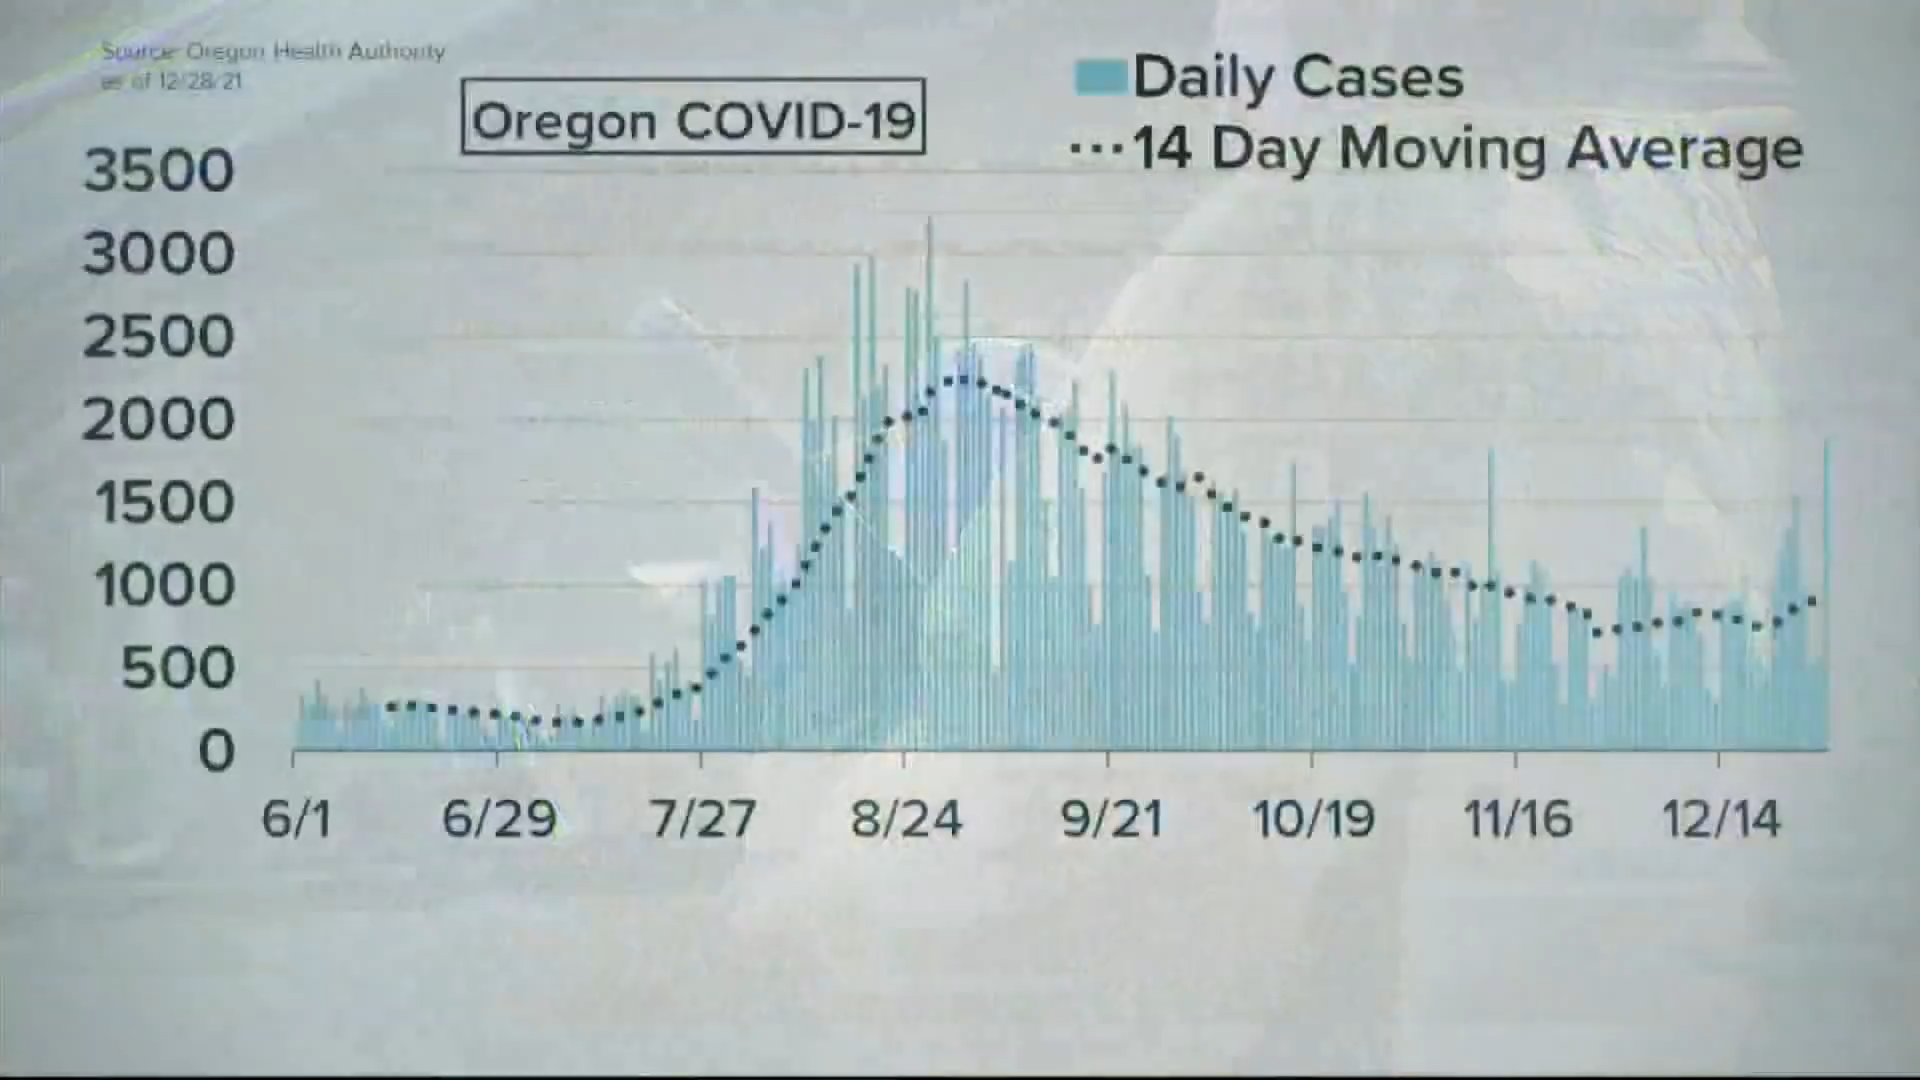 Source: Oregon Health Authority
as of 12/28/21
Oregon COVID-19
Daily Cases
14 Day Moving Average
3500
3000
2500
2000
1500
1000
500
0
6/1 6/29 7/27 8/24 9/21 10/19 11/16 12/14